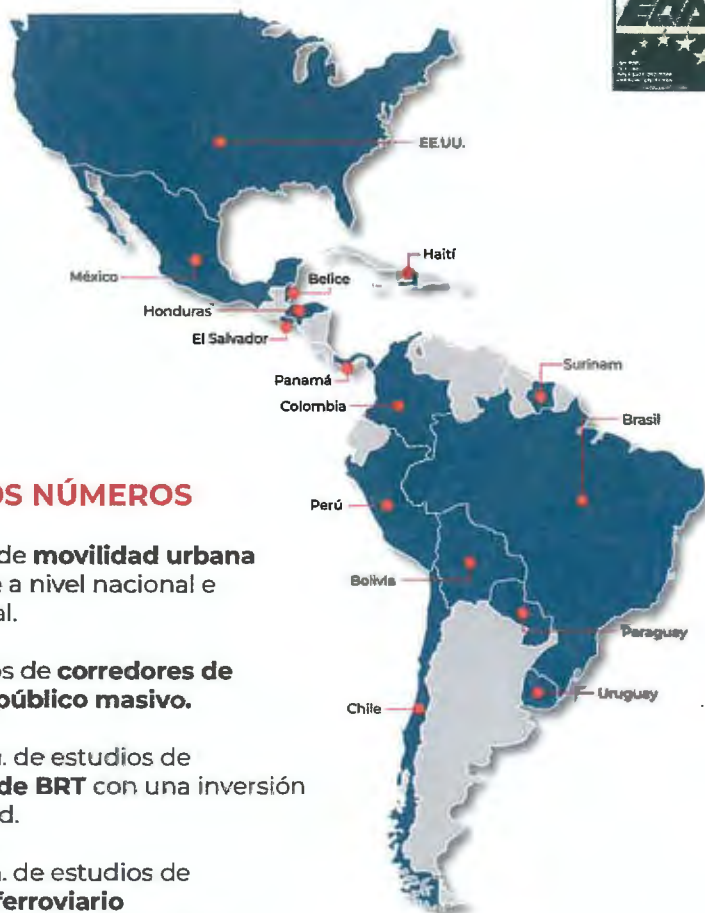 EE.UU.
Haití
México
Belice
Honduras
El Salvador
Panamá
Surinam
Colombia
Brasil
OS NÚMEROS
Perú
de movilidad urbana
e a nivel nacional e
al.
Bolivia
Paraguay
os de corredores de
público masivo.
Uruguay
Chile
. de estudios de
de BRT con una inversión
d.
. de estudios de
ferroviario